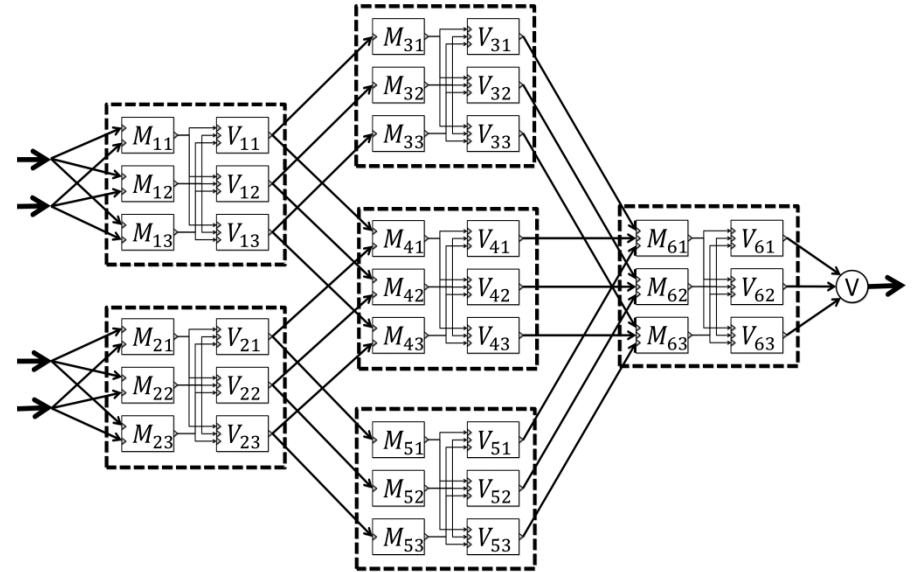 M31 V31
M32 V32
M33 V33
M11 V11
M12 V12
M13 V13
M41 V41
M42 V42
M43 V43
M61 V61
M62 V62
M63 V63
V
M21 V21
M22 V22
M23 V23
M51 V51
M52 V52
M53 V53